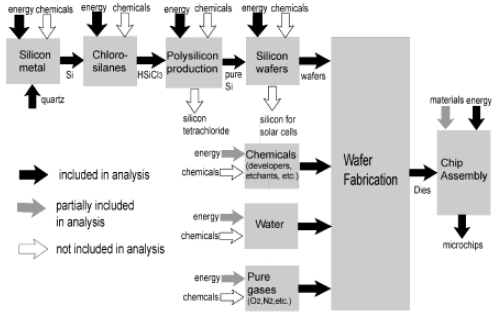 energy chemicals
energy chemicals
energy chemicals
energy chemicals
Silicon
metal
Chloro-
silanes
Polysilicon
production
Silicon
wafers
Si
HSiCl3
pure
Si
wafers
quartz
silicon
tetrachloride
silicon for
solar cells
energy
chemicals
Chemicals
(developers,
etchants, etc.)
Wafer
Fabrication
materials energy
Chip
Assembly
Dies
microchips
included in analysis
partially included
in analysis
not included in analysis
energy
chemicals
Water
energy
chemcals
Pure
gases
(O2,N2,etc.)